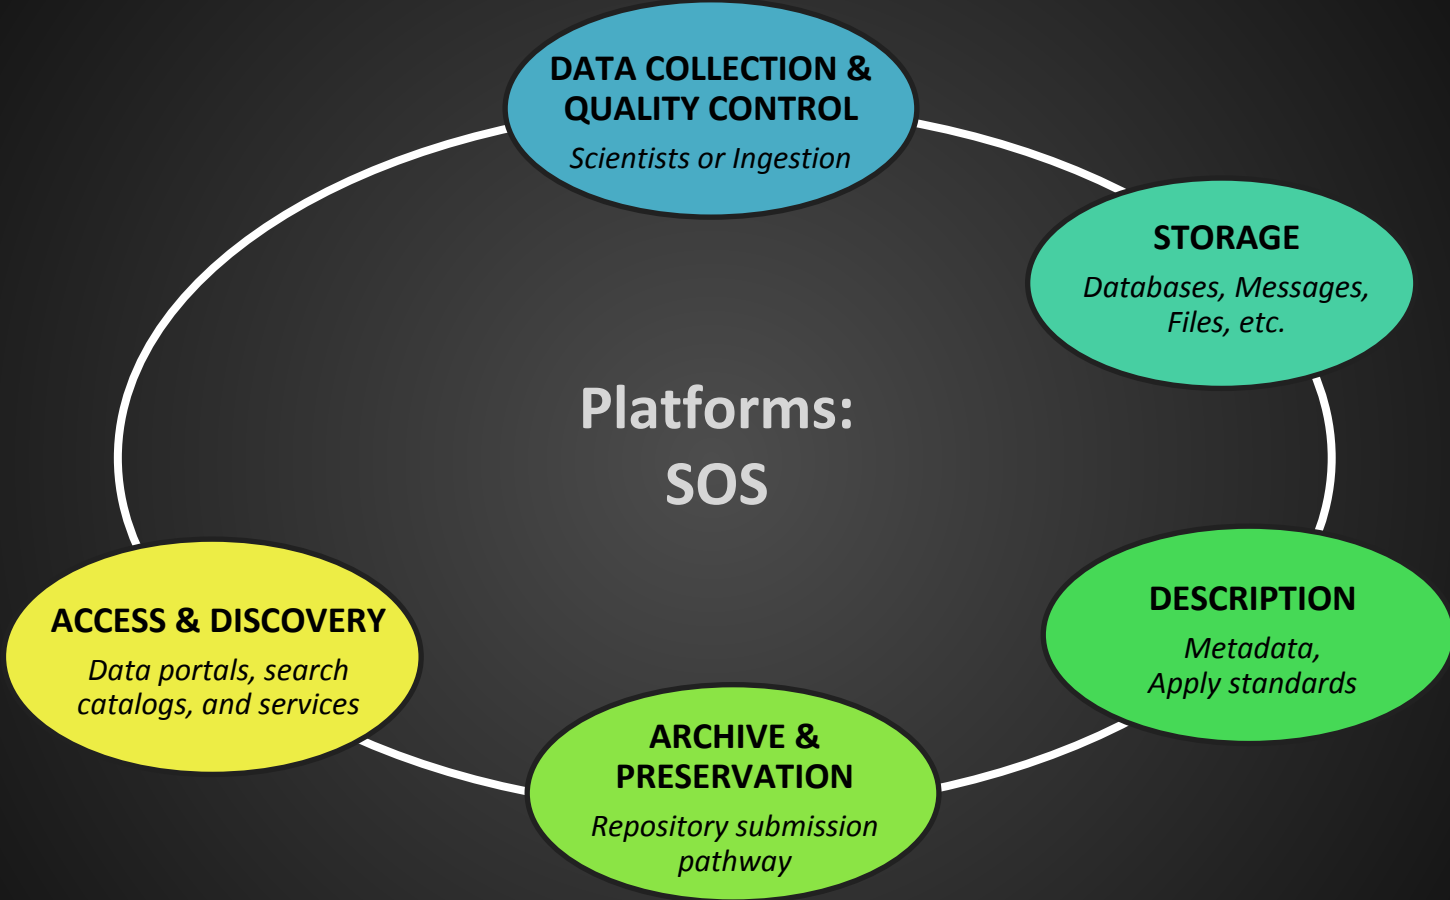 DATA COLLECTION &
QUALITY CONTROL
Scientists or Ingestion
STORAGE
Databases, Messages,
Files, etc.
Platforms:
SOS
DESCRIPTION
Metadata,
Apply standards
ARCHIVE &
PRESERVATION
Repository submission
pathway
ACCESS & DISCOVERY
Data portals, search
catalogs, and services